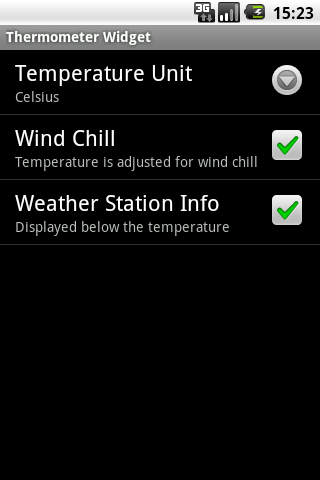 3G 15:23
Thermometer Widget
Temperature Unit
Celsius
Wind Chill
Temperature is adjusted for wind chill
Weather Station Info
Displayed below the temperature